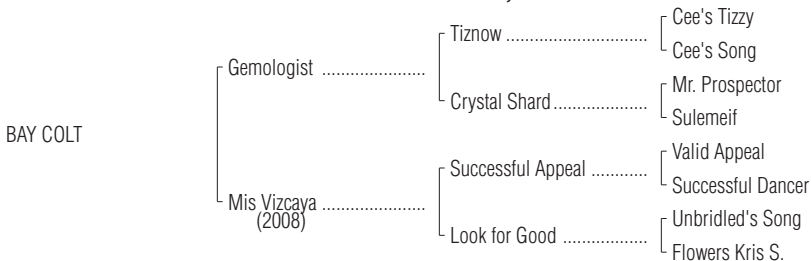 Cee's Tizzy
Tiznow ..............................
Cee's Song
Gemologist ......................
Mr. Prospector
Crystal Shard....................
Sulemeif
BAY COLT
Valid Appeal
Successful Appeal ............
Successful Dancer
Mis Vizcaya ......................
(2008)
Unbridled's Song
Look for Good ..................
Flowers Kris S.